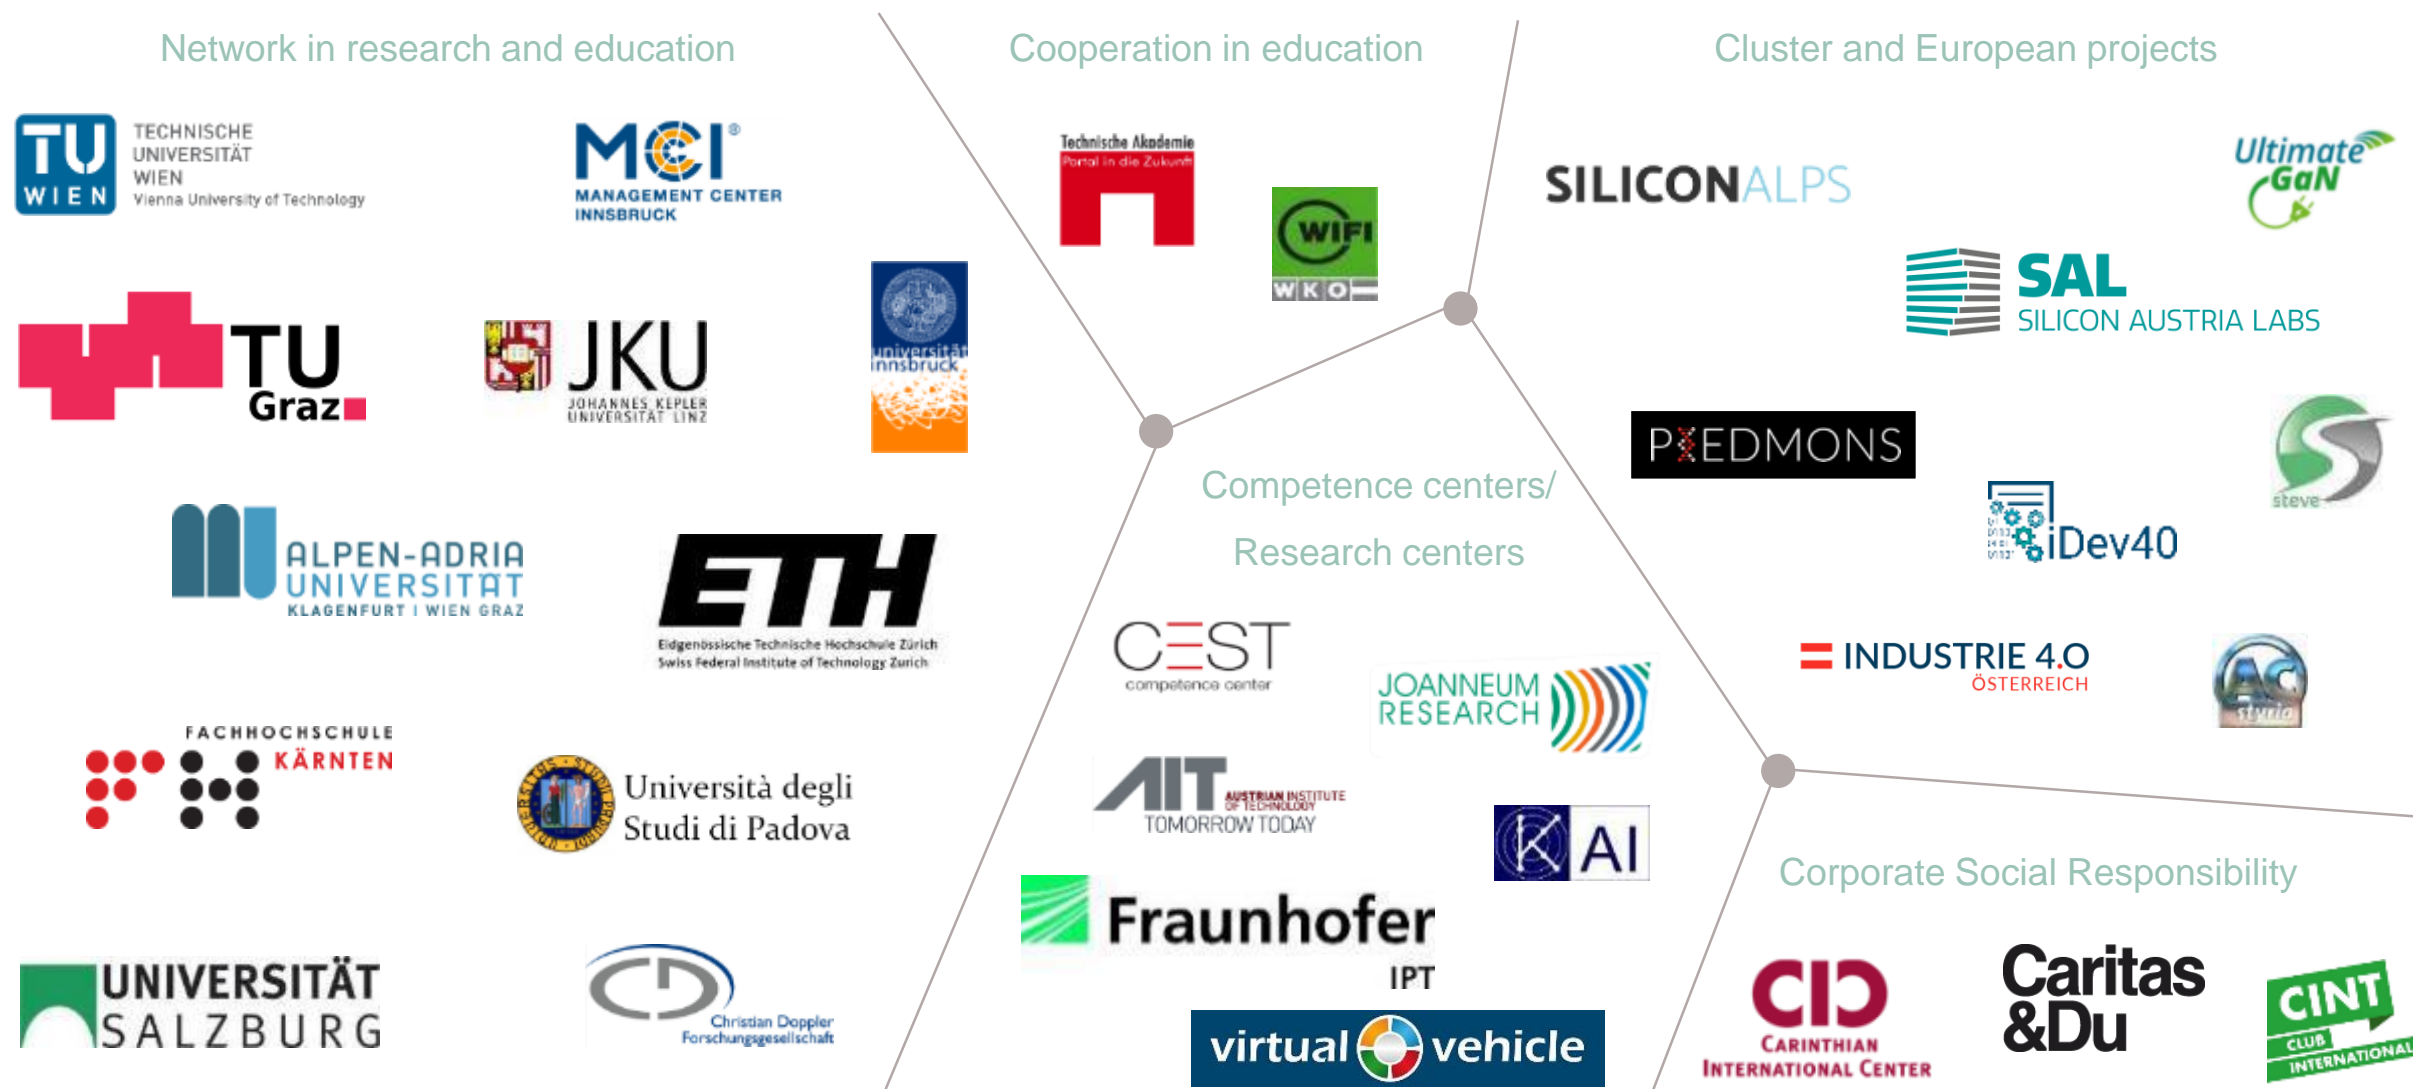 Network in research and education
TU
WIEN
TECHNISCHE
UNIVERSITÄT
WIEN
Vienna University of Technology
MCI®
MANAGEMENT CENTER
INNSBRUCK
TU
Graz
JKU
JOHANNES KEPLER
UNIVERSITÄT LINZ
universität
innsbruck
ALPEN-ADRIA
UNIVERSITÄT
KLAGENFURT I WIEN GRAZ
ETH
Eidgenössische Technische Hochschule Zürich
Swiss Federal Institute of Technology Zurich
FACHHOCHSCHULE
KÄRNTEN
FH
Università degli
Studi di Padova
UNIVERSITÄT
SALZBURG
CD
Christian Doppler
Forschungsgesellschaft
Cooperation in education
Technische Akademie
Portal in die Zukunft
WIFI
WKO
Competence centers/
Research centers
CEST
competence center
JOANNEUM
RESEARCH
AIT
AUSTRIAN INSTITUTE
OF TECHNOLOGY
TOMORROW TODAY
KAI
Fraunhofer
IPT
virtual vehicle
Cluster and European projects
SILICONALPS
Ultimate
GaN
SAL
SILICON AUSTRIA LABS
PIEDMONS
steve
iDev40
INDUSTRIE 4.0
ÖSTERREICH
AC
styria
Corporate Social Responsibility
CIC
CARINTHIAN
INTERNATIONAL CENTER
Caritas
&Du
CINT
CLUB
INTERNATIONAL